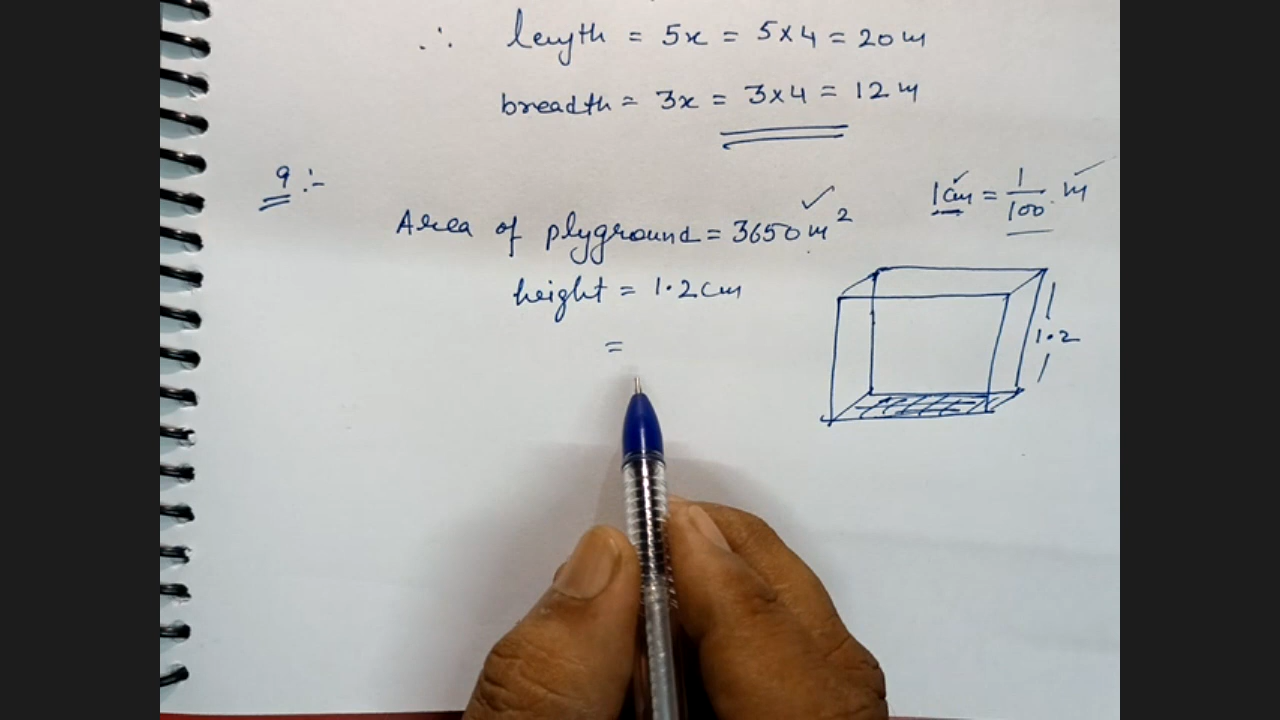 ∴ length = 5x = 5×4 = 20 m
breadth = 3x = 3×4 = 12 m
9 :-
1cm = 1/100 m
Area of plyground = 3650 m²
height = 1.2 cm
1.2
=